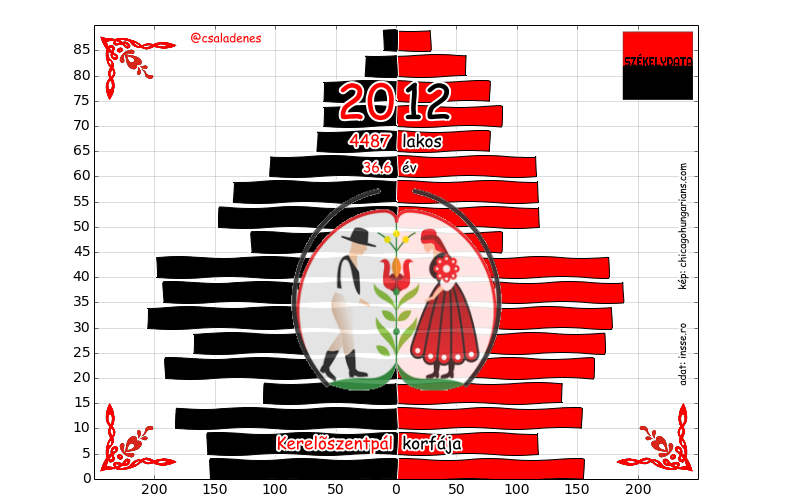 @csaladenes
SZÉKELYDATA
2012
4487 lakos
36.6 év
kép: chicagohungarians.com
adat: insse.ro
Kerelőszentpál korfája
85
80
75
70
65
60
55
50
45
40
35
30
25
20
15
10
5
0
200 150 100 50 0 50 100 150 200